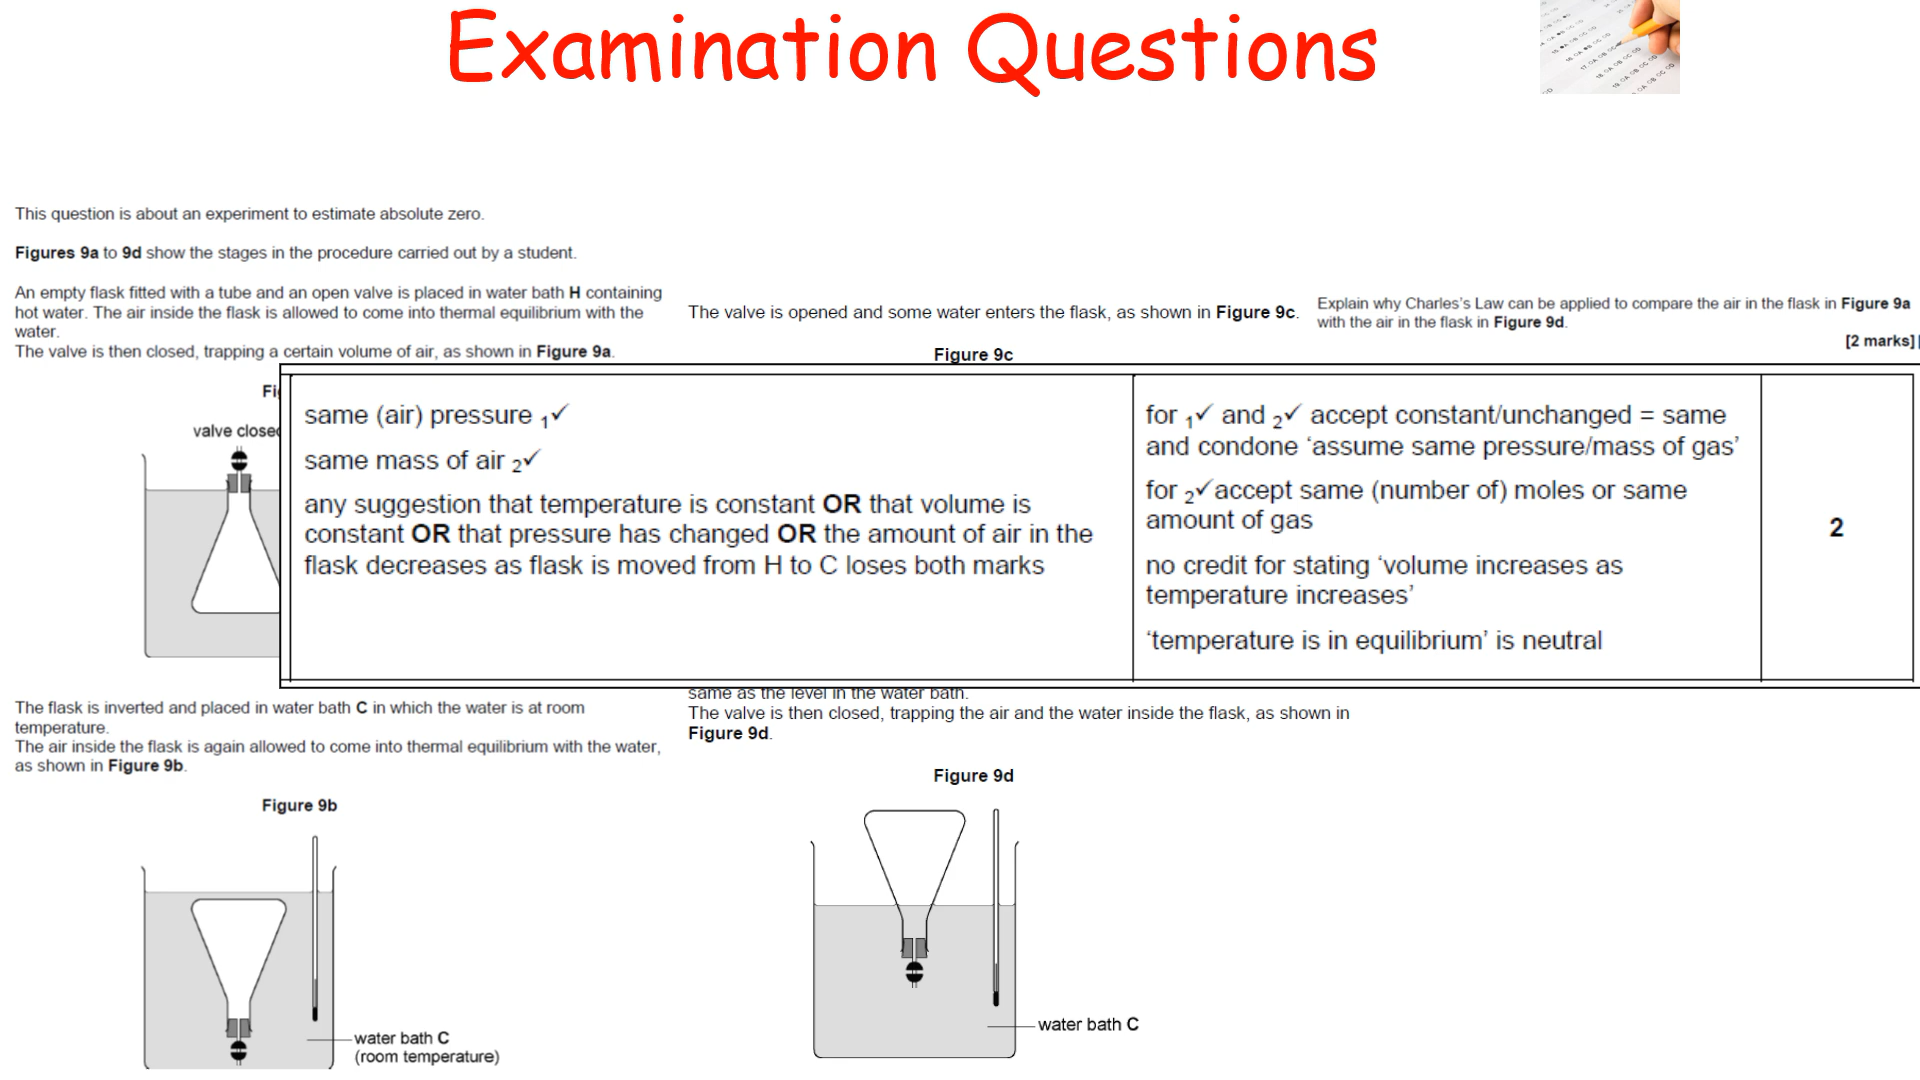 Examination Questions
This question is about an experiment to estimate absolute zero.
Figures 9a to 9d show the stages in the procedure carried out by a student.
An empty flask fitted with a tube and an open valve is placed in water bath H containing
hot water. The air inside the flask is allowed to come into thermal equilibrium with the
water.
The valve is then closed, trapping a certain volume of air, as shown in Figure 9a.
valve closed
The flask is inverted and placed in water bath C in which the water is at room
temperature.
The air inside the flask is again allowed to come into thermal equilibrium with the water,
as shown in Figure 9b.
Figure 9b
water bath C
(room temperature)
The valve is opened and some water enters the flask, as shown in Figure 9c.
Figure 9c
same as the level in the water bath.
The valve is then closed, trapping the air and the water inside the flask, as shown in
Figure 9d.
Figure 9d
water bath C
Explain why Charles's Law can be applied to compare the air in the flask in Figure 9a
with the air in the flask in Figure 9d.
[2 marks]
same (air) pressure 1✓
same mass of air 2✓
any suggestion that temperature is constant OR that volume is
constant OR that pressure has changed OR the amount of air in the
flask decreases as flask is moved from H to C loses both marks
for 1✓ and 2✓ accept constant/unchanged = same
and condone ‘assume same pressure/mass of gas’
for 2✓accept same (number of) moles or same
amount of gas
no credit for stating ‘volume increases as
temperature increases’
‘temperature is in equilibrium’ is neutral
2